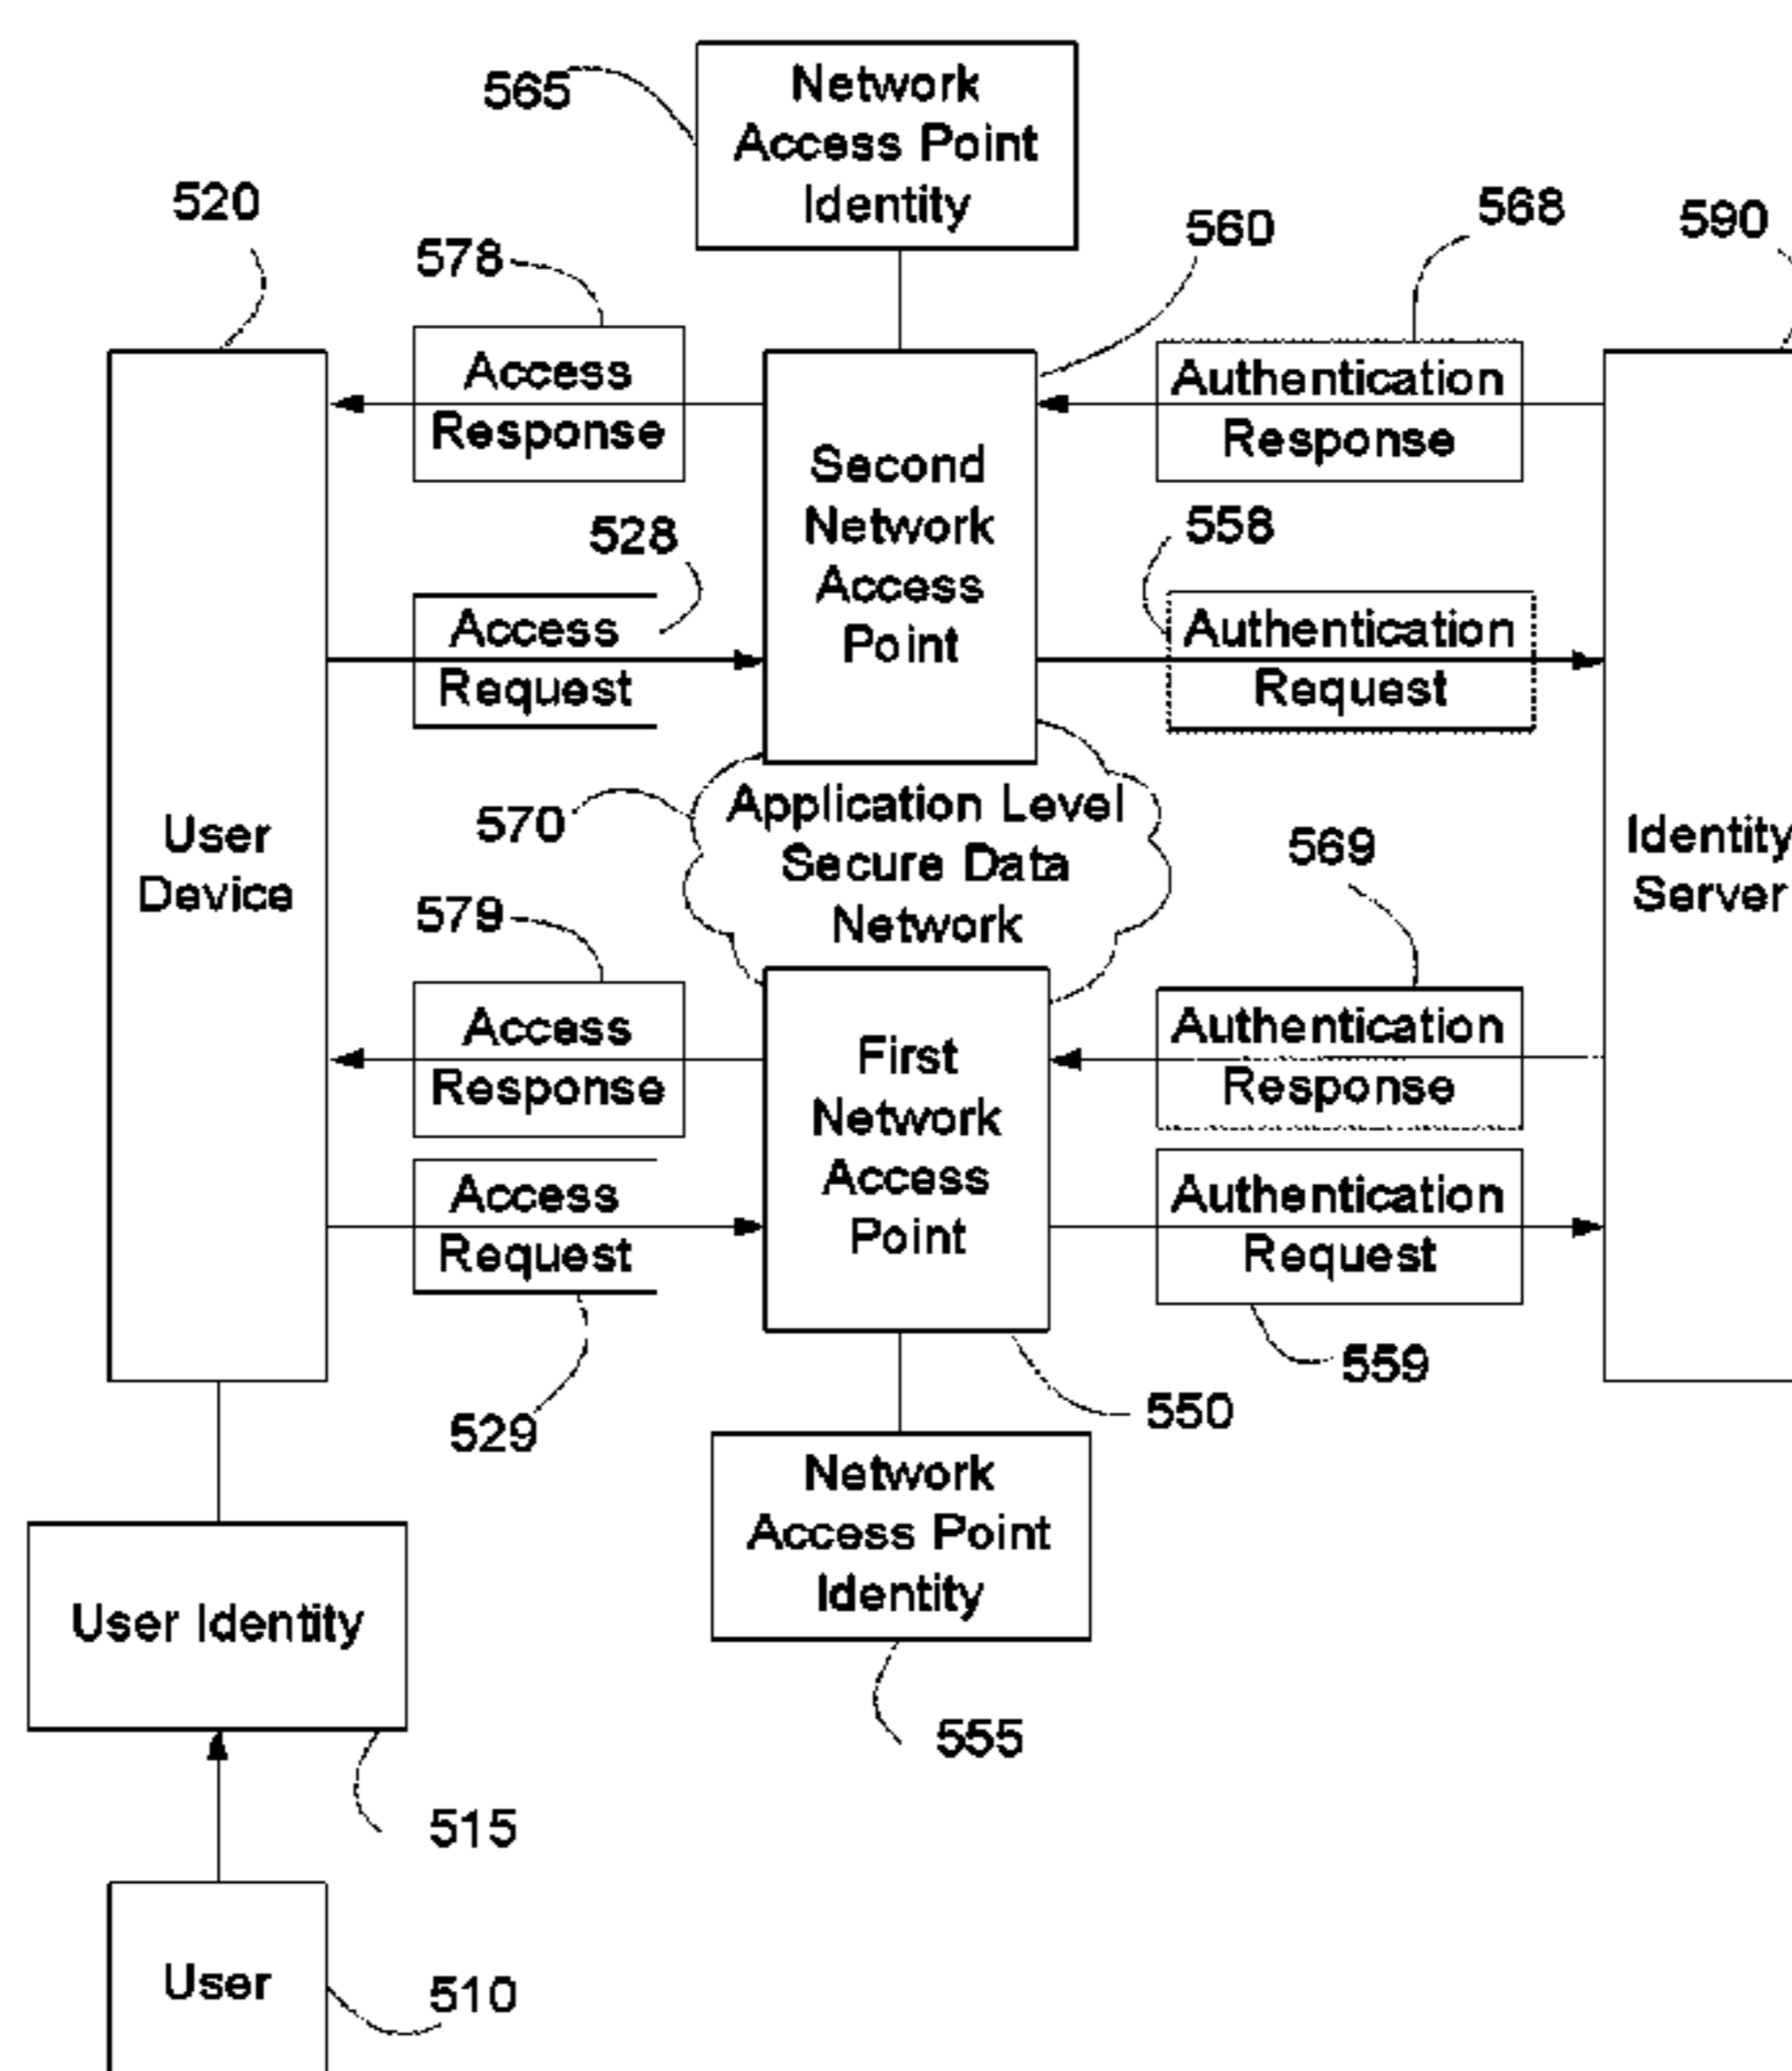 565
Network
Access Point
Identity
520
578
560
568
590
Access
Response
Second
Network
Access
Point
Authentication
Response
528
558
Access
Request
Authentication
Request
570
Application Level
Secure Data
Network
569
User
Device
Identity
Server
579
Access
Response
First
Network
Access
Point
Authentication
Response
Access
Request
Authentication
Request
529
550
559
Network
Access Point
Identity
User Identity
555
515
User
510